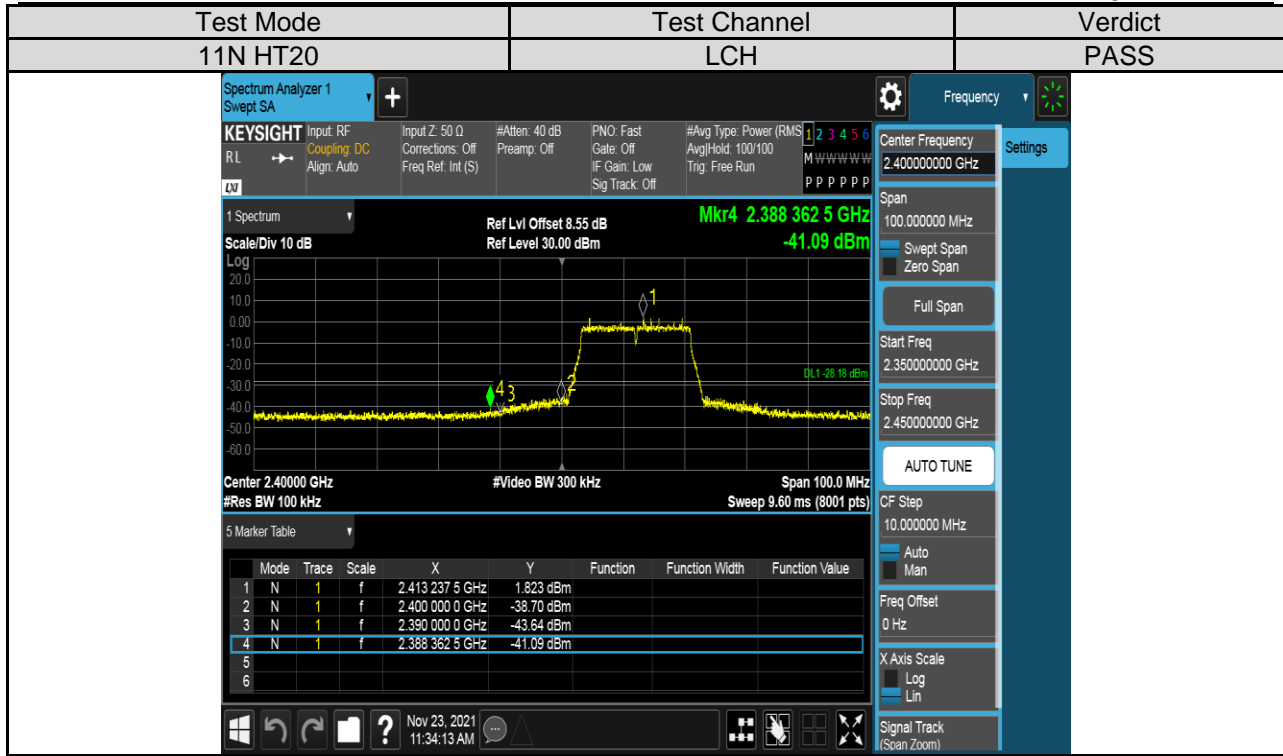 Test Mode Test Channel Verdict
11N HT20 LCH PASS
Spectrum Analyzer 1
Swept SA
Frequency
KEYSIGHT Input: RF Input Z: 50 Ω #Atten: 40 dB PNO: Fast #Avg Type: Power (RMS 1 2 3 4 5 6
Coupling: DC Corrections: Off Preamp: Off Gate: Off Avg|Hold: 100/100
RL Align: Auto Freq Ref: Int (S) IF Gain: Low Trig: Free Run M W W W W W
LXI Sig Track: Off P P P P P P
1 Spectrum Ref Lvl Offset 8.55 dB Mkr4 2.388 362 5 GHz
Scale/Div 10 dB Ref Level 30.00 dBm -41.09 dBm
Log
20.0
10.0
0.00
-10.0
-20.0
-30.0
-40.0
-50.0
-60.0
1
2
4 3
DL1 -28.18 dBm
Center 2.40000 GHz #Video BW 300 kHz Span 100.0 MHz
#Res BW 100 kHz Sweep 9.60 ms (8001 pts)
5 Marker Table
Mode Trace Scale X Y Function Function Width Function Value
1 N 1 f 2.413 237 5 GHz 1.823 dBm
2 N 1 f 2.400 000 0 GHz -38.70 dBm
3 N 1 f 2.390 000 0 GHz -43.64 dBm
4 N 1 f 2.388 362 5 GHz -41.09 dBm
5
6
Nov 23, 2021
11:34:13 AM
Center Frequency
2.400000000 GHz
Settings
Span
100.000000 MHz
Swept Span
Zero Span
Full Span
Start Freq
2.350000000 GHz
Stop Freq
2.450000000 GHz
AUTO TUNE
CF Step
10.000000 MHz
Auto
Man
Freq Offset
0 Hz
X Axis Scale
Log
Lin
Signal Track
(Span Zoom)